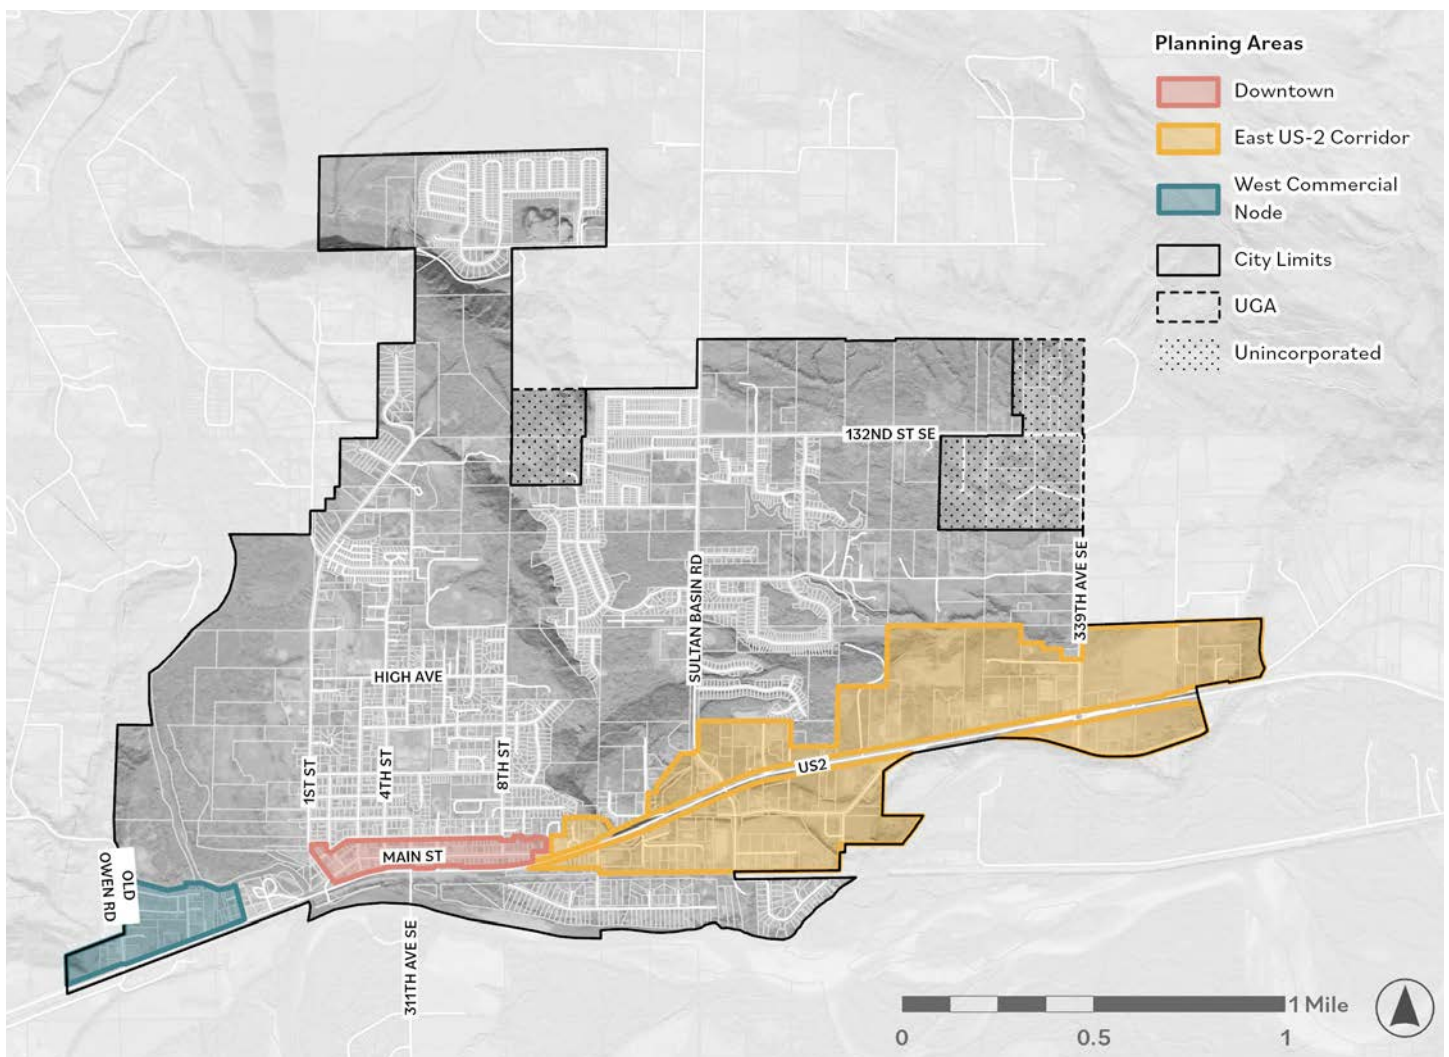 Planning Areas
Downtown
East US-2 Corridor
West Commercial
Node
City Limits
UGA
Unincorporated
132ND ST SE
SULTAN BASIN RD
339TH AVE SE
HIGH AVE
1ST ST
4TH ST
8TH ST
US2
MAIN ST
OLD
OWEN RD
311TH AVE SE
1 Mile
0
0.5
1